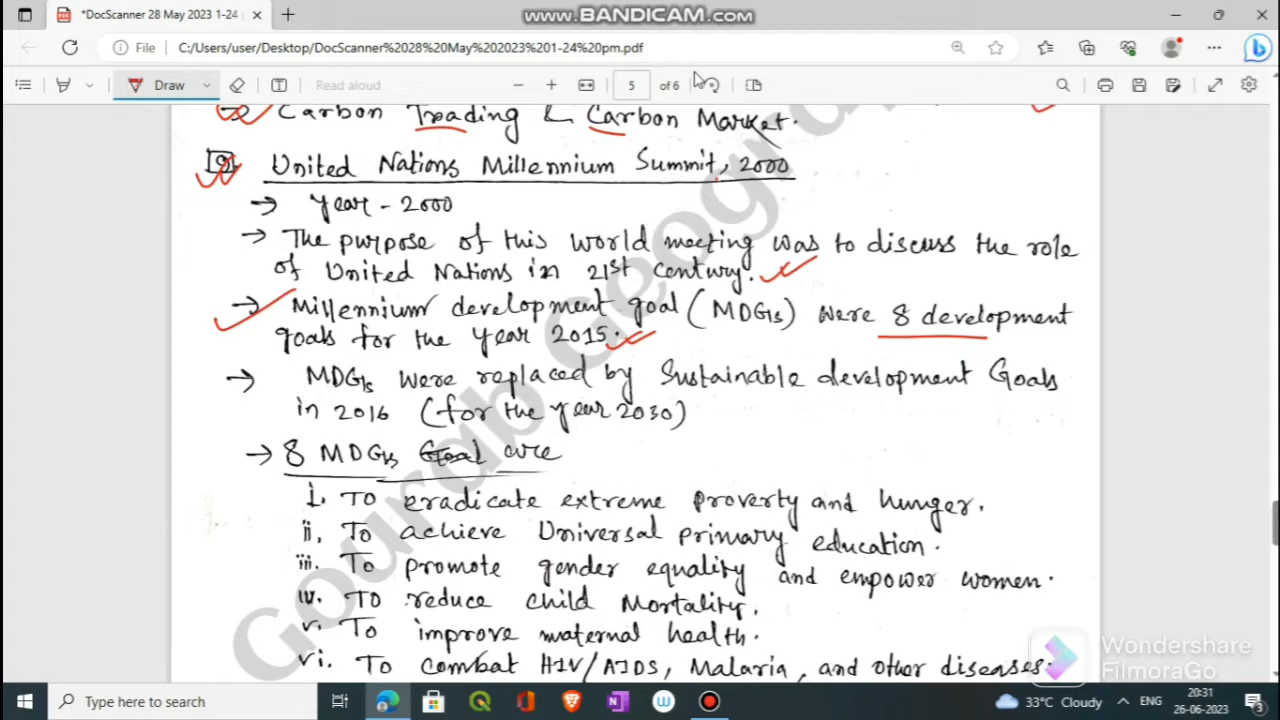 *DocScanner 28 May 2023 1-24
www.BANDICAM.com
File C:/Users/user/Desktop/DocScanner%2028%20May%202023%201-24%20pm.pdf
Draw Read aloud 5 of 6
→ Carbon Trading & Carbon Market.
9 United Nations Millennium Summit, 2000
→ Year - 2000
→ The purpose of this world meeting was to discuss the role
of United Nations in 21st century.
→ Millennium development goal (MDGs) were 8 development
goals for the year 2015.
→ MDGs were replaced by Sustainable development Goals
in 2016 (for the year 2030)
→ 8 MDGs Goal are
i. To eradicate extreme proverty and hunger.
ii. To achieve Universal primary education.
iii. To promote gender equality and empower women.
iv. To reduce child Mortality.
v. To improve maternal health.
vi. To combat HIV/AIDS, Malaria, and other diseases.
Gourab Geograp
Wondershare
FilmoraGo
Type here to search
33°C Cloudy ENG 20:31
26-06-2023 3